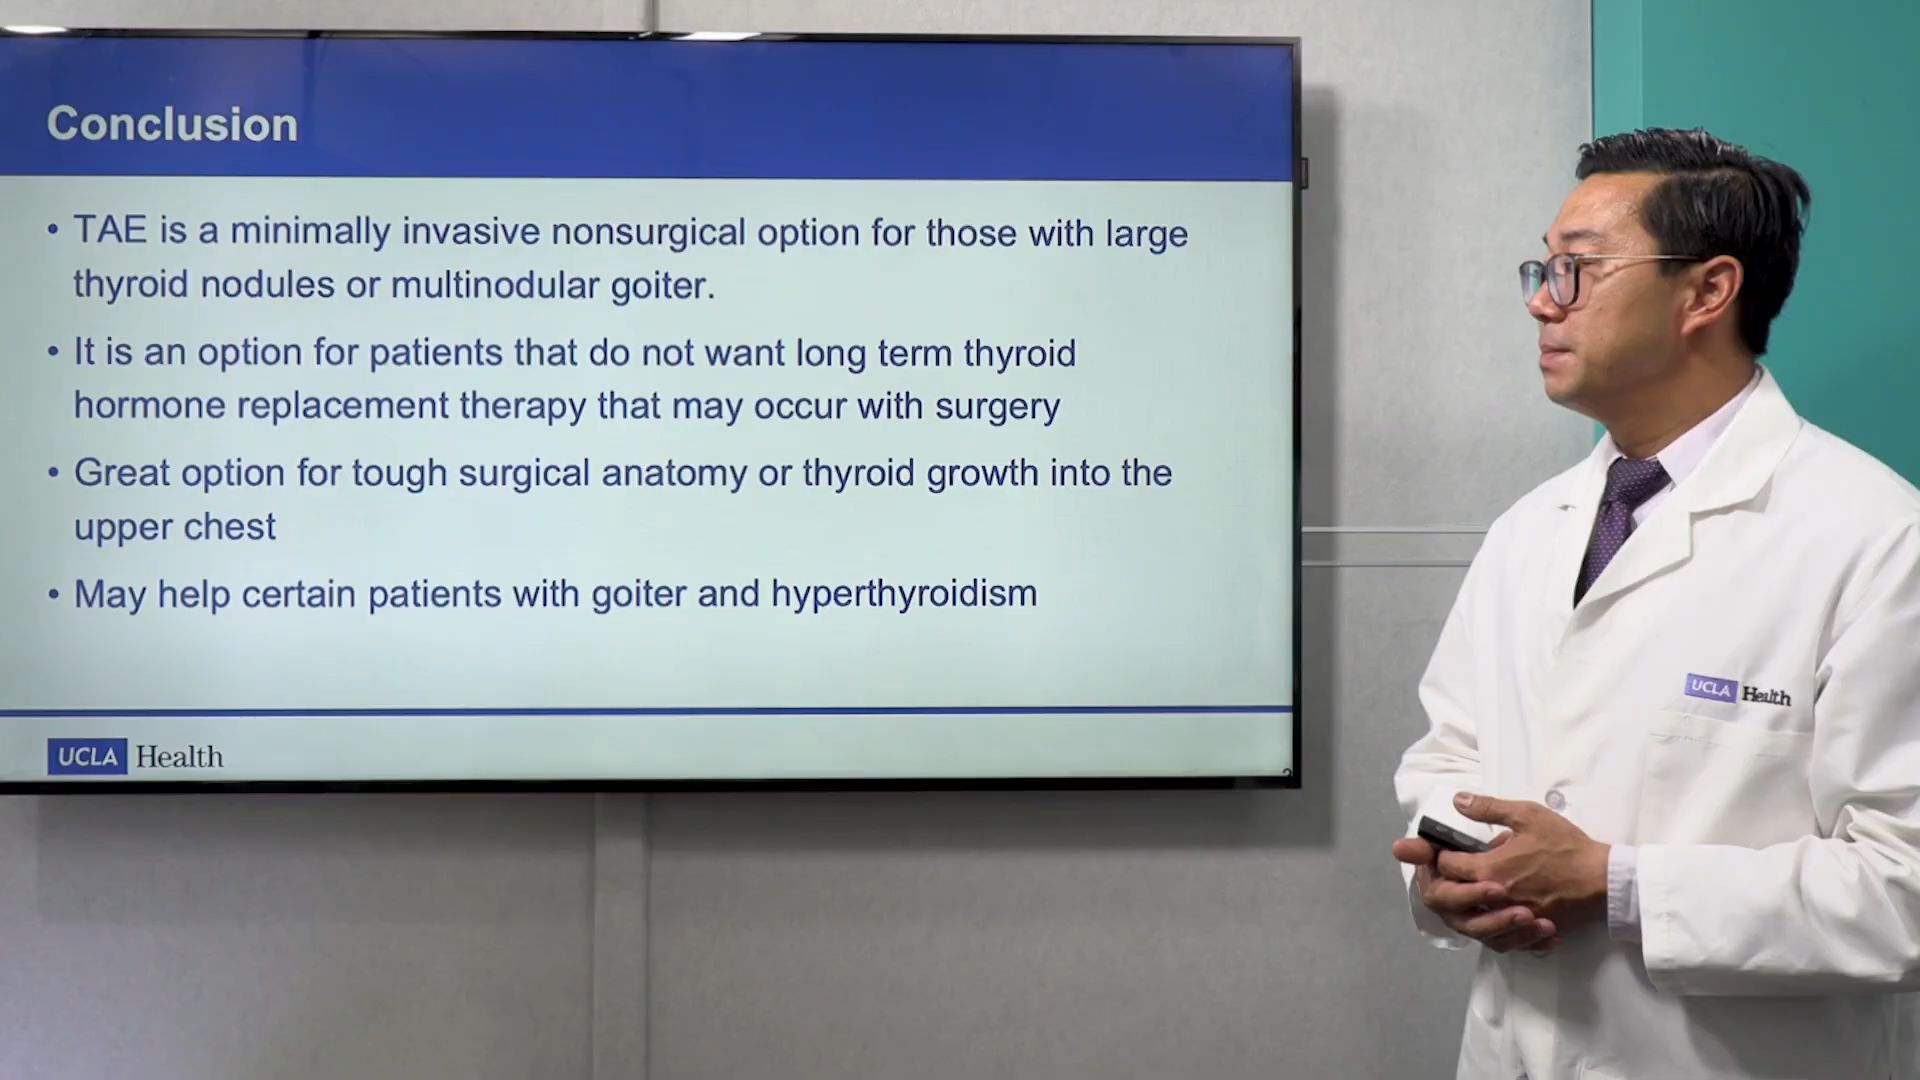 Conclusion
• TAE is a minimally invasive nonsurgical option for those with large
thyroid nodules or multinodular goiter.
• It is an option for patients that do not want long term thyroid
hormone replacement therapy that may occur with surgery
• Great option for tough surgical anatomy or thyroid growth into the
upper chest
• May help certain patients with goiter and hyperthyroidism
UCLA Health
UCLA Health